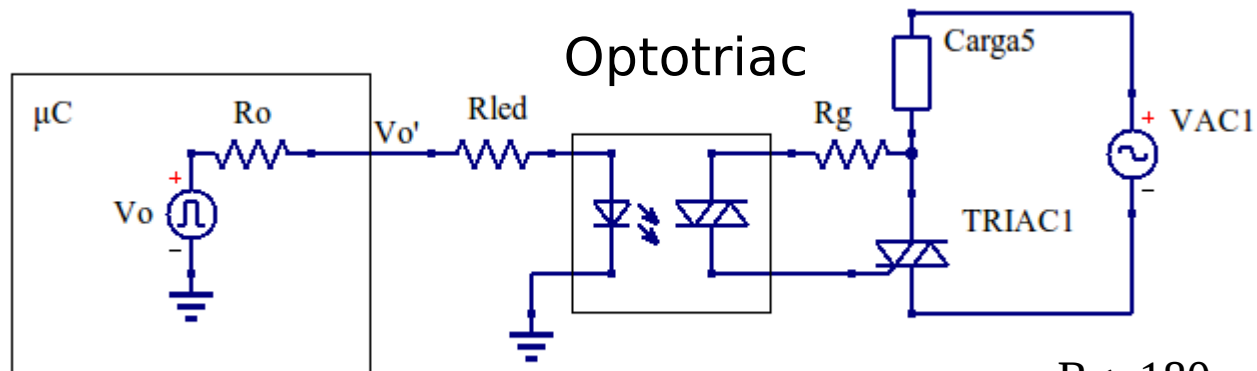 Optotriac
Carga5
µC
Ro
Vo'
Rled
Rg
VAC1
+
+
Vo
−
−
TRIAC1